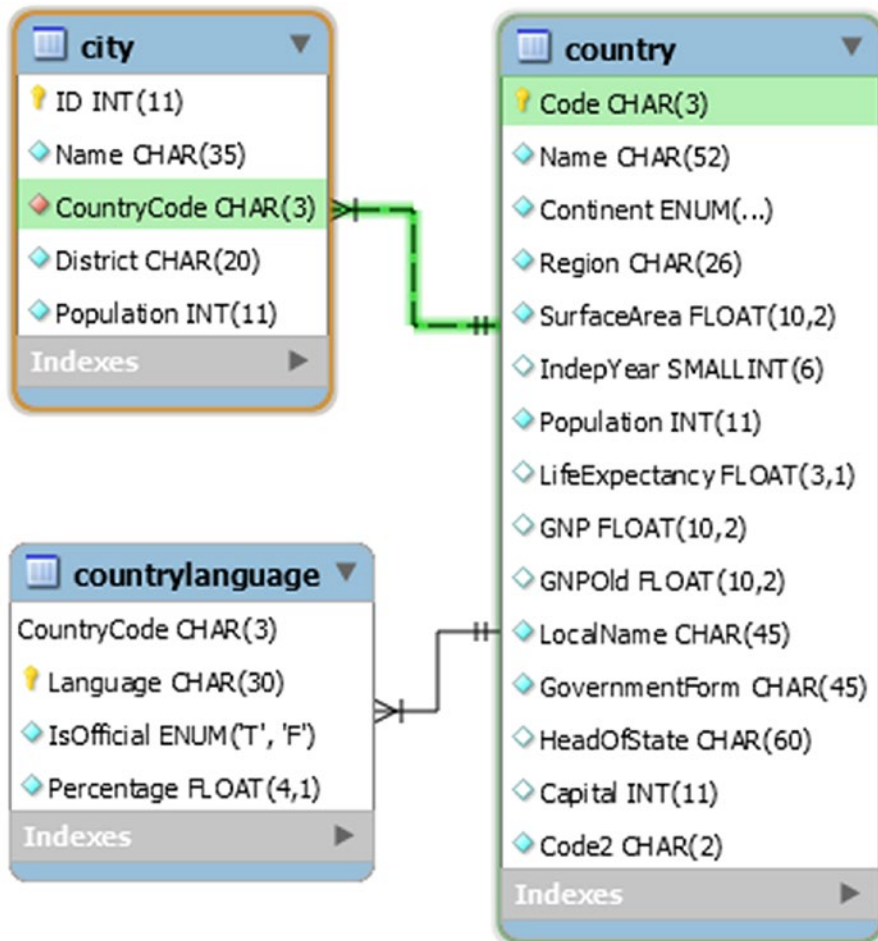 city
ID INT(11)
Name CHAR(35)
CountryCode CHAR(3)
District CHAR(20)
Population INT(11)
Indexes
countrylanguage
CountryCode CHAR(3)
Language CHAR(30)
IsOfficial ENUM('T', 'F')
Percentage FLOAT(4,1)
Indexes
country
Code CHAR(3)
Name CHAR(52)
Continent ENUM(...)
Region CHAR(26)
SurfaceArea FLOAT(10,2)
IndepYear SMALLINT(6)
Population INT(11)
LifeExpectancy FLOAT(3,1)
GNP FLOAT(10,2)
GNPOld FLOAT(10,2)
LocalName CHAR(45)
GovernmentForm CHAR(45)
HeadOfState CHAR(60)
Capital INT(11)
Code2 CHAR(2)
Indexes